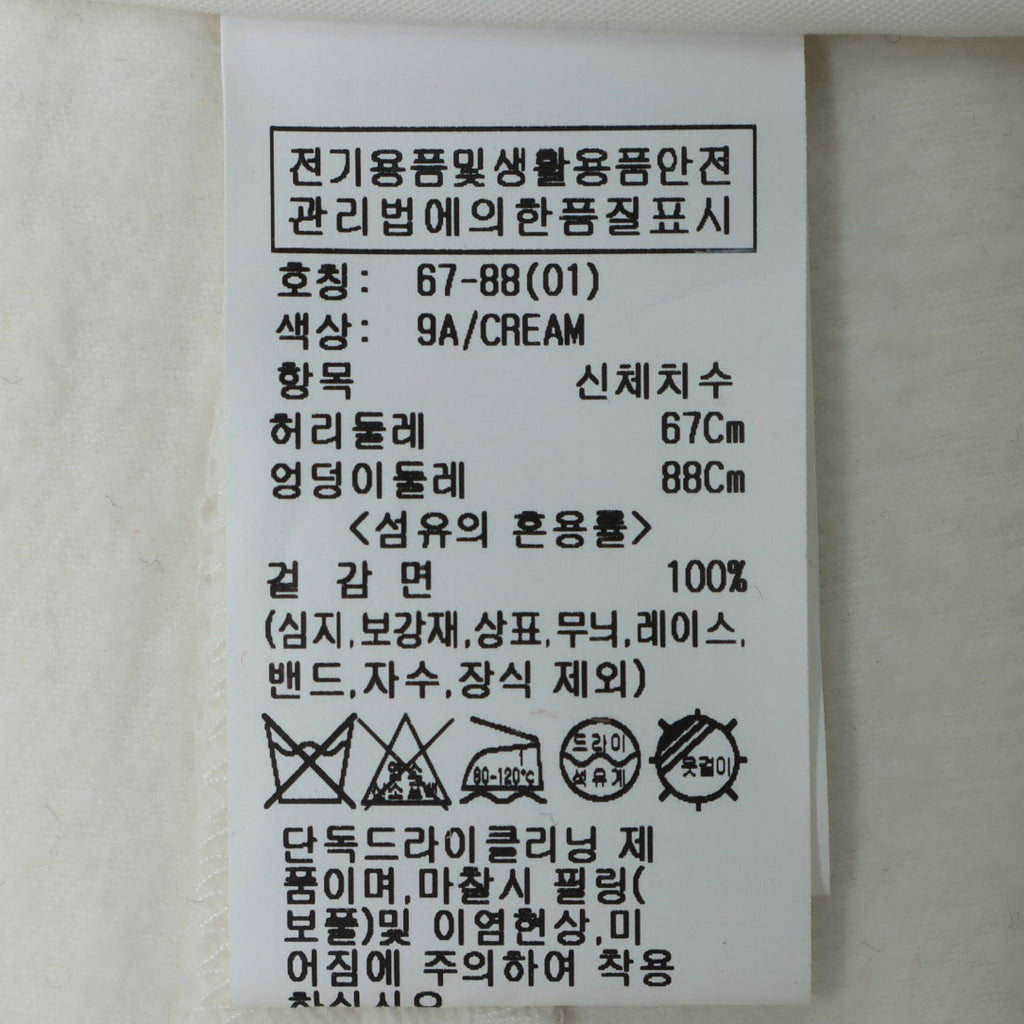 전기용품및생활용품안전
관리법에의한품질표시
호칭: 67-88(01)
색상: 9A/CREAM
항목 신체치수
허리둘레 67Cm
엉덩이둘레 88Cm
<섬유의 혼용률>
겉 감 면 100%
(심지,보강재,상표,무늬,레이스,
밴드,자수,장식 제외)
80-120℃
드라이
석유계
옷걸이
단독드라이클리닝 제
품이며,마찰시 필링(
보풀)및 이염현상,미
어짐에 주의하여 착용